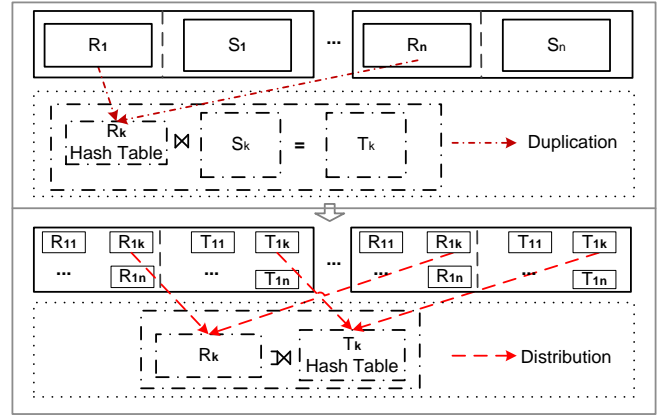 R1 S1 ... Rn Sn
Rk
Hash Table ⋈ Sk = Tk Duplication
R11 R1k T11 T1k R11 R1k T11 T1k
... R1n ... T1n ... ... R1n ... T1n
Rk ⟕ Tk
Hash Table
Distribution